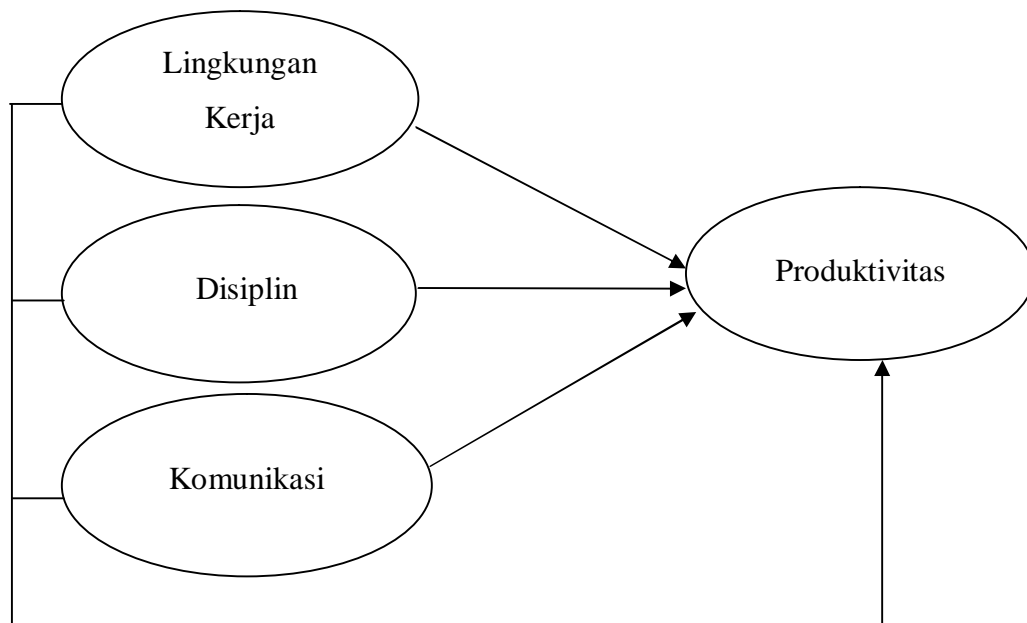 Lingkungan
Kerja
Disiplin
Produktivitas
Komunikasi